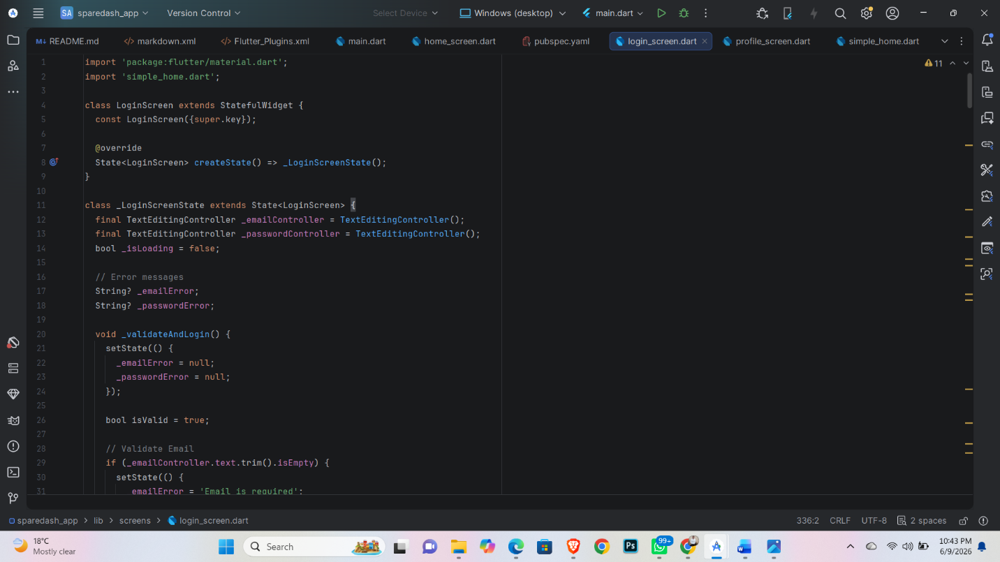 SA sparedash_app Version Control Select Device Windows (desktop) main.dart
M↓ README.md markdown.xml Flutter_Plugins.xml main.dart home_screen.dart pubspec.yaml login_screen.dart profile_screen.dart simple_home.dart
11
1 import 'package:flutter/material.dart';
2 import 'simple_home.dart';
3
4 class LoginScreen extends StatefulWidget {
5 const LoginScreen({super.key});
6
7 @override
8 State<LoginScreen> createState() => _LoginScreenState();
9 }
10
11 class _LoginScreenState extends State<LoginScreen> {
12 final TextEditingController _emailController = TextEditingController();
13 final TextEditingController _passwordController = TextEditingController();
14 bool _isLoading = false;
15
16 // Error messages
17 String? _emailError;
18 String? _passwordError;
19
20 void _validateAndLogin() {
21 setState(() {
22 _emailError = null;
23 _passwordError = null;
24 });
25
26 bool isValid = true;
27
28 // Validate Email
29 if (_emailController.text.trim().isEmpty) {
30 setState(() {
31 _emailError = 'Email is required';
sparedash_app > lib > screens > login_screen.dart 336:2 CRLF UTF-8 2 spaces
18°C
Mostly clear
Search
Ps
99+
10:43 PM
6/9/2026